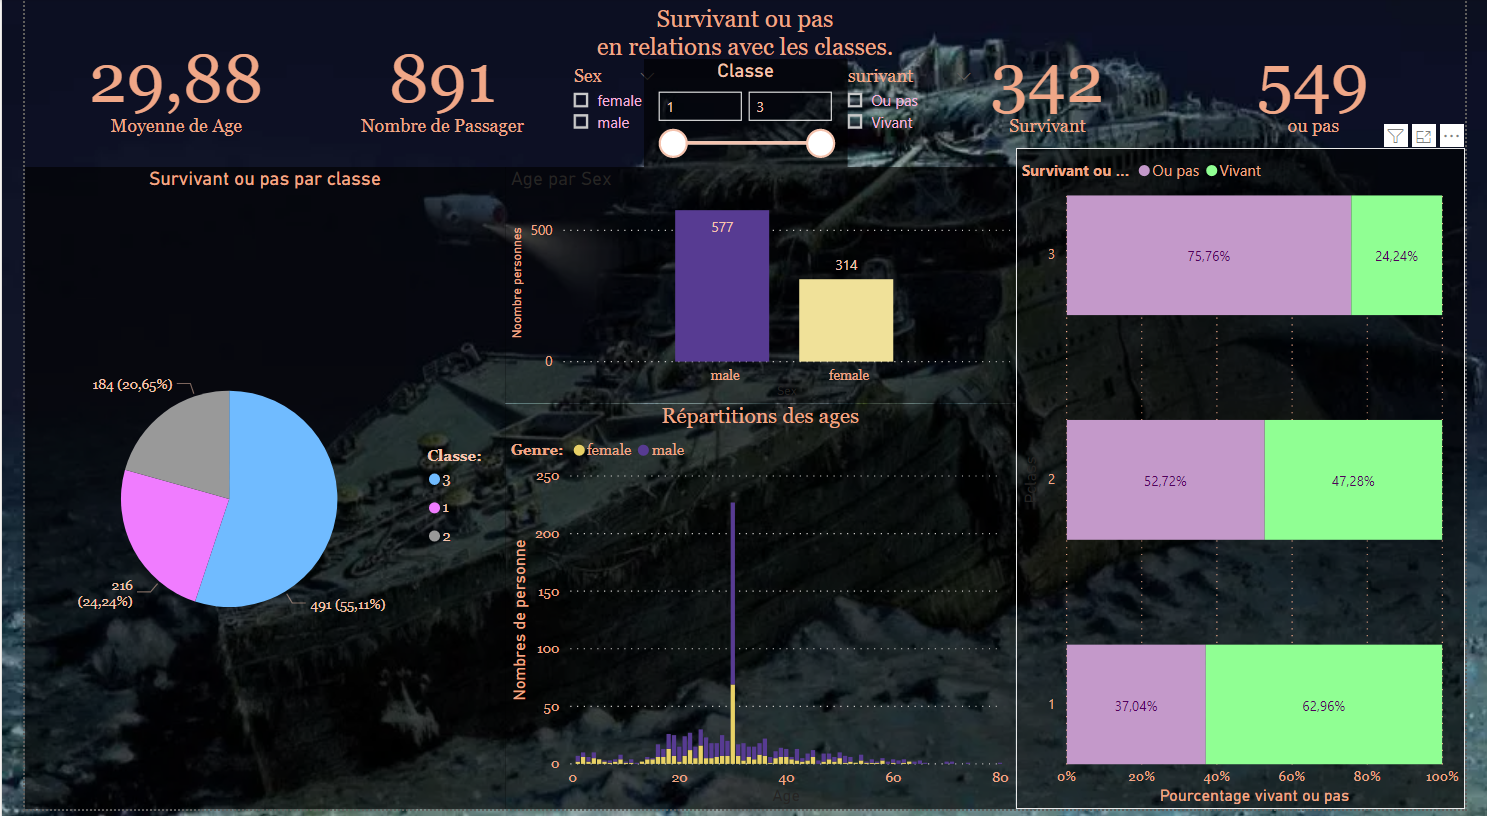 Survivant ou pas
en relations avec les classes.
29,88
Moyenne de Age
891
Nombre de Passager
Sex
female
male
Classe
1
3
surivant
Ou pas
Vivant
342
Survivant
549
ou pas
Survivant ou pas par classe
184 (20,65%)
216
(24,24%)
491 (55,11%)
Classe:
3
1
2
Age par Sex
Noombre personnes
500
0
577
314
male
female
Sex
Répartitions des ages
Genre:
female
male
Nombres de personne
250
200
150
100
50
0
0
20
40
60
80
Age
Survivant ou ...
Ou pas
Vivant
3
75,76%
24,24%
2
52,72%
47,28%
1
37,04%
62,96%
0%
20%
40%
60%
80%
100%
Pourcentage vivant ou pas